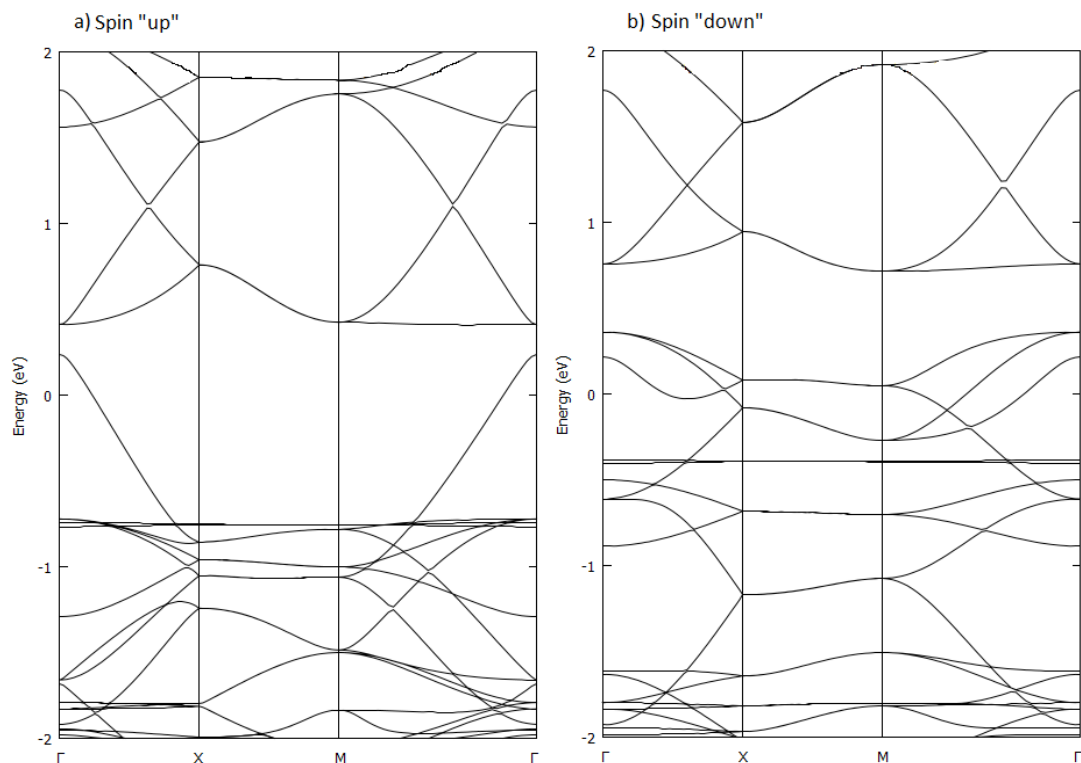 a) Spin "up"
b) Spin "down"
2
1
0
-1
-2
Energy (eV)
Γ X M Γ
2
1
0
-1
-2
Energy (eV)
Γ X M Γ